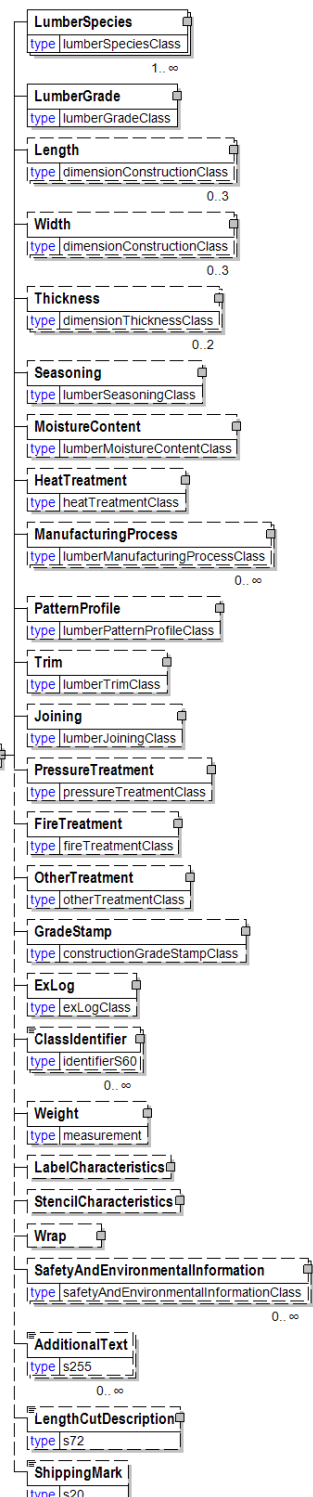 LumberSpecies
type lumberSpeciesClass
1.. ∞
LumberGrade
type lumberGradeClass
Length
type dimensionConstructionClass
0..3
Width
type dimensionConstructionClass
0..3
Thickness
type dimensionThicknessClass
0..2
Seasoning
type lumberSeasoningClass
MoistureContent
type lumberMoistureContentClass
HeatTreatment
type heatTreatmentClass
ManufacturingProcess
type lumberManufacturingProcessClass
0.. ∞
PatternProfile
type lumberPatternProfileClass
Trim
type lumberTrimClass
Joining
type lumberJoiningClass
PressureTreatment
type pressureTreatmentClass
FireTreatment
type fireTreatmentClass
OtherTreatment
type otherTreatmentClass
GradeStamp
type constructionGradeStampClass
ExLog
type exLogClass
ClassIdentifier
type identifierS60
0.. ∞
Weight
type measurement
LabelCharacteristics
StencilCharacteristics
Wrap
SafetyAndEnvironmentalInformation
type safetyAndEnvironmentalInformationClass
0.. ∞
AdditionalText
type s255
0.. ∞
LengthCutDescription
type s72
ShippingMark
type s20